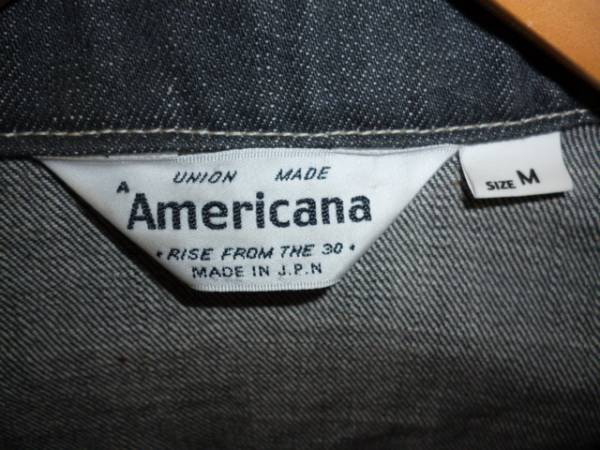 A UNION MADE
Americana
• RISE FROM THE 30 •
MADE IN J.P.N
SIZE M